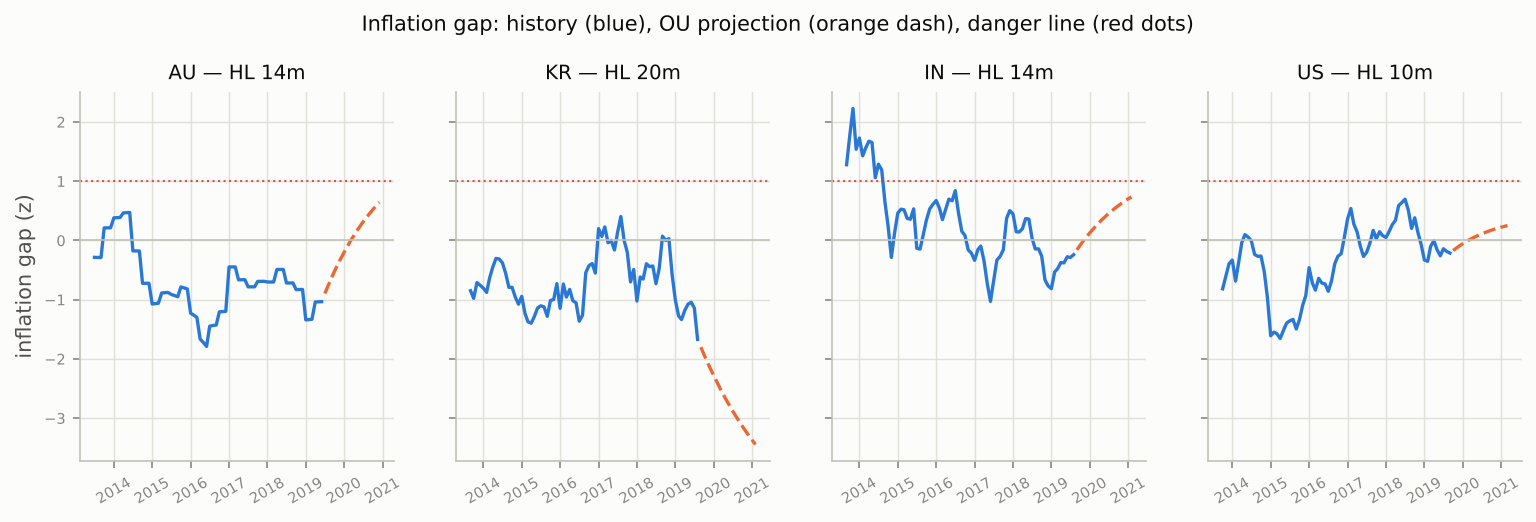 Inflation gap: history (blue), OU projection (orange dash), danger line (red dots)
AU — HL 14m
KR — HL 20m
IN — HL 14m
US — HL 10m
inflation gap (z)
2
1
0
−1
−2
−3
2014 2015 2016 2017 2018 2019 2020 2021
2014 2015 2016 2017 2018 2019 2020 2021
2014 2015 2016 2017 2018 2019 2020 2021
2014 2015 2016 2017 2018 2019 2020 2021